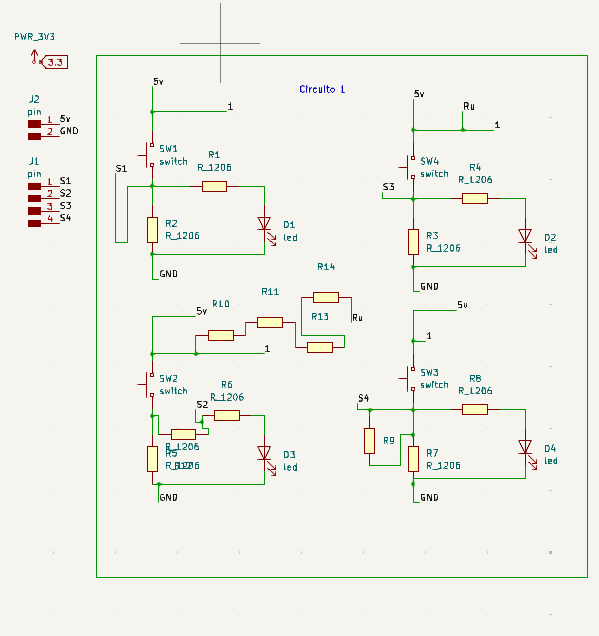 PWR_3V3
3.3
J2
pin
1 5v
2 GND
J1
pin
1 S1
2 S2
3 S3
4 S4
Circuito 1
5v
1
SW1
switch
S1
R1
R_1206
R2
R_1206
D1
led
GND
5v
Ru
1
SW4
switch
S3
R4
R_1206
R3
R_1206
D2
led
GND
5v
R10
R11
R14
R13
Ru
1
SW2
switch
S2
R6
R_1206
R_1206
R5
R_1206
D3
led
GND
5v
1
SW3
switch
S4
R8
R_1206
R9
R7
R_1206
D4
led
GND